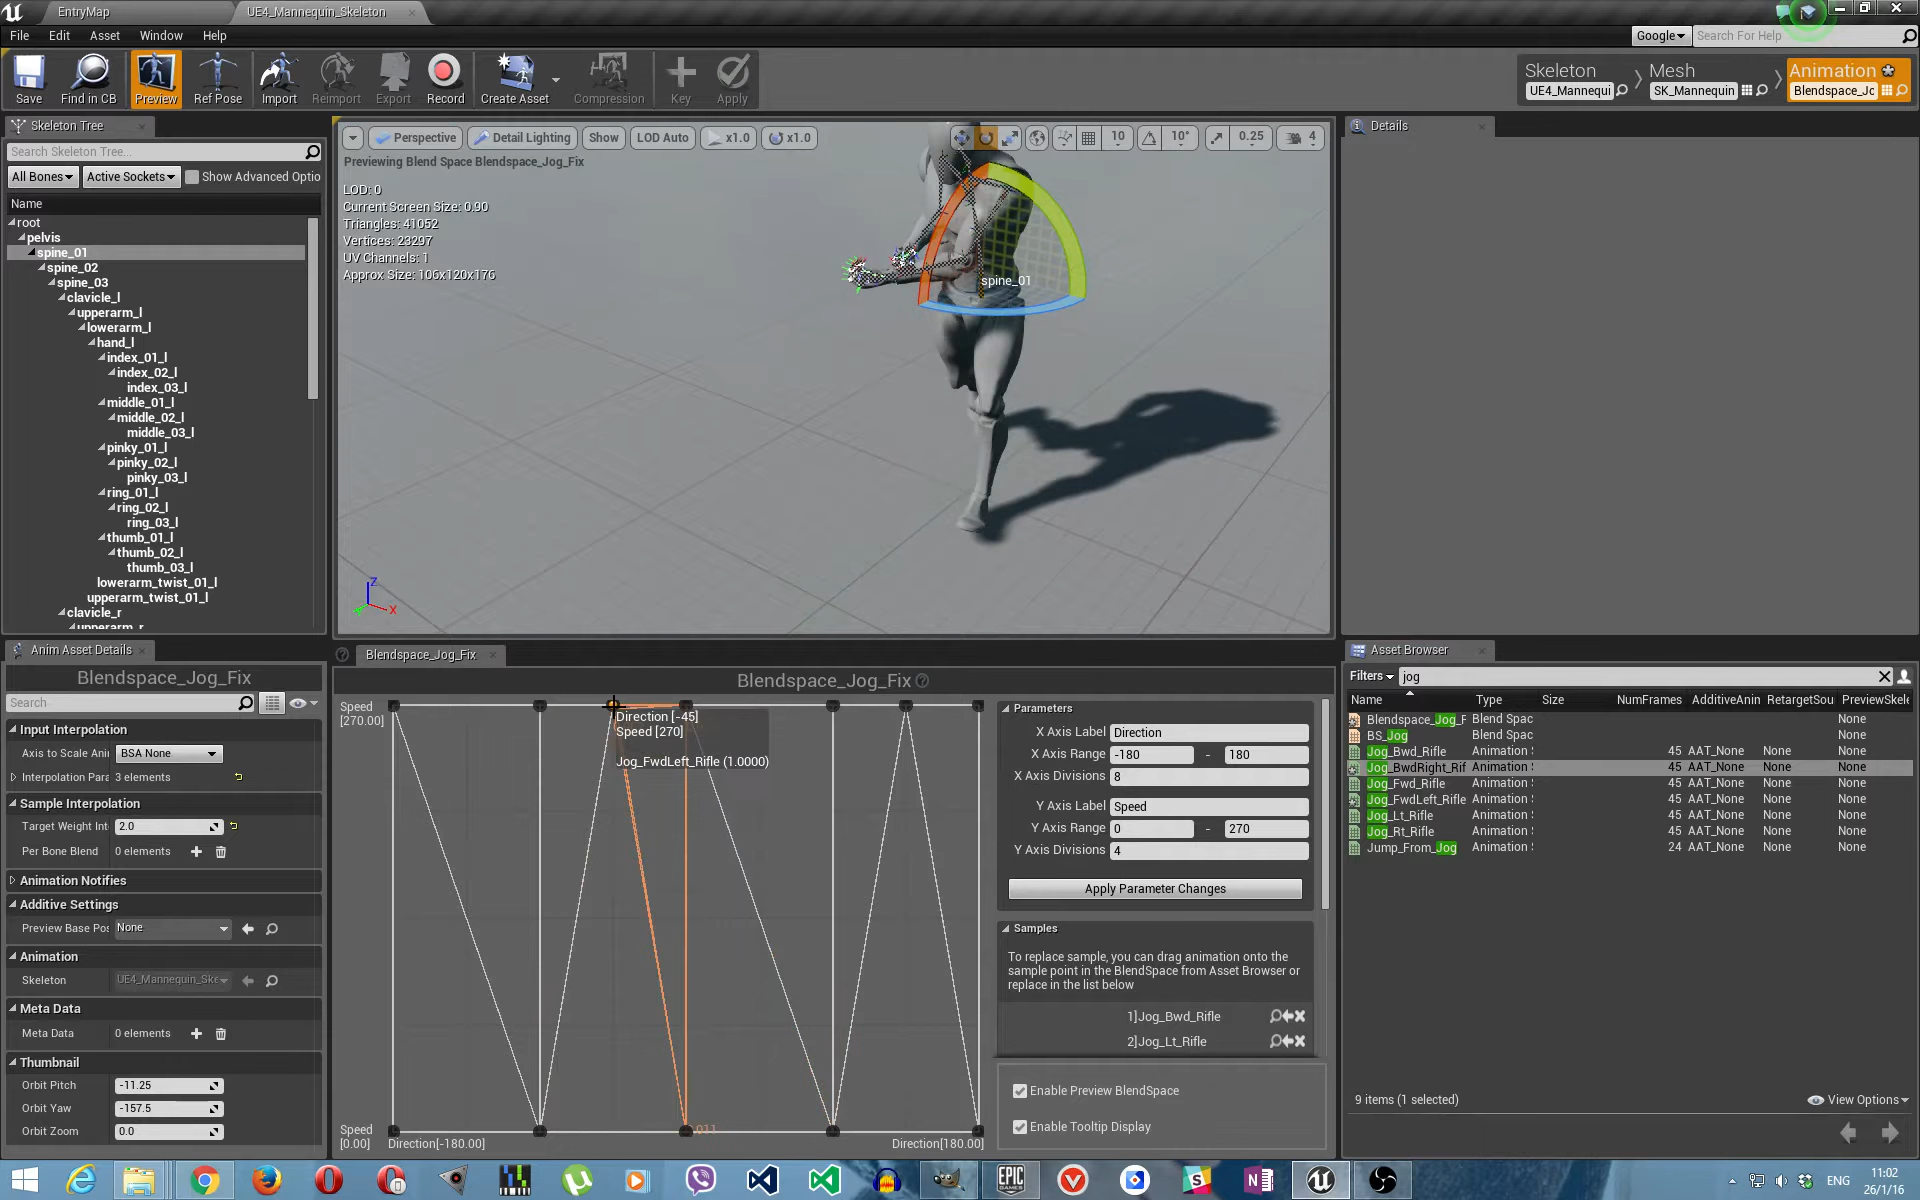 EntryMap
UE4_Mannequin_Skeleton
File Edit Asset Window Help
Google
Search For Help
Save
Find in CB
Preview
Ref Pose
Import
Reimport
Export
Record
Create Asset
Compression
Key
Apply
Skeleton
UE4_Mannequi
Mesh
SK_Mannequin
Animation
Blendspace_Jc
Skeleton Tree
Search Skeleton Tree...
All Bones
Active Sockets
Show Advanced Optio
Name
root
pelvis
spine_01
spine_02
spine_03
clavicle_l
upperarm_l
lowerarm_l
hand_l
index_01_l
index_02_l
index_03_l
middle_01_l
middle_02_l
middle_03_l
pinky_01_l
pinky_02_l
pinky_03_l
ring_01_l
ring_02_l
ring_03_l
thumb_01_l
thumb_02_l
thumb_03_l
lowerarm_twist_01_l
upperarm_twist_01_l
clavicle_r
upperarm_r
Perspective
Detail Lighting
Show
LOD Auto
x1.0
x1.0
10
10°
0.25
4
Previewing Blend Space Blendspace_Jog_Fix
LOD: 0
Current Screen Size: 0.90
Triangles: 41052
Vertices: 23297
UV Channels: 1
Approx Size: 106x120x176
spine_01
Z
X
Details
Anim Asset Details
Blendspace_Jog_Fix
Search
Input Interpolation
Axis to Scale Ani BSA None
Interpolation Para 3 elements
Sample Interpolation
Target Weight Int 2.0
Per Bone Blend 0 elements
Animation Notifies
Additive Settings
Preview Base Pos None
Animation
Skeleton UE4_Mannequin_Ske
Meta Data
Meta Data 0 elements
Thumbnail
Orbit Pitch -11.25
Orbit Yaw -157.5
Orbit Zoom 0.0
Blendspace_Jog_Fix
Blendspace_Jog_Fix
Speed
[270.00]
Direction [-45]
Speed [270]
Jog_FwdLeft_Rifle (1.0000)
Speed
[0.00]
Direction[-180.00]
Direction[180.00]
Parameters
X Axis Label Direction
X Axis Range -180 - 180
X Axis Divisions 8
Y Axis Label Speed
Y Axis Range 0 - 270
Y Axis Divisions 4
Apply Parameter Changes
Samples
To replace sample, you can drag animation onto the
sample point in the BlendSpace from Asset Browser or
replace in the list below
1]Jog_Bwd_Rifle
2]Jog_Lt_Rifle
Enable Preview BlendSpace
Enable Tooltip Display
Asset Browser
Filters jog
Name Type Size NumFrames AdditiveAnin RetargetSou PreviewSkele
Blendspace_Jog_F Blend Spac None
BS_Jog Blend Spac None
Jog_Bwd_Rifle Animation 45 AAT_None None None
Jog_BwdRight_Rif Animation 45 AAT_None None None
Jog_Fwd_Rifle Animation 45 AAT_None None None
Jog_FwdLeft_Rifle Animation 45 AAT_None None None
Jog_Lt_Rifle Animation 45 AAT_None None None
Jog_Rt_Rifle Animation 45 AAT_None None None
Jump_From_Jog Animation 24 AAT_None None None
9 items (1 selected)
View Options
EPIC
GAMES
ENG
11:02
26/1/16